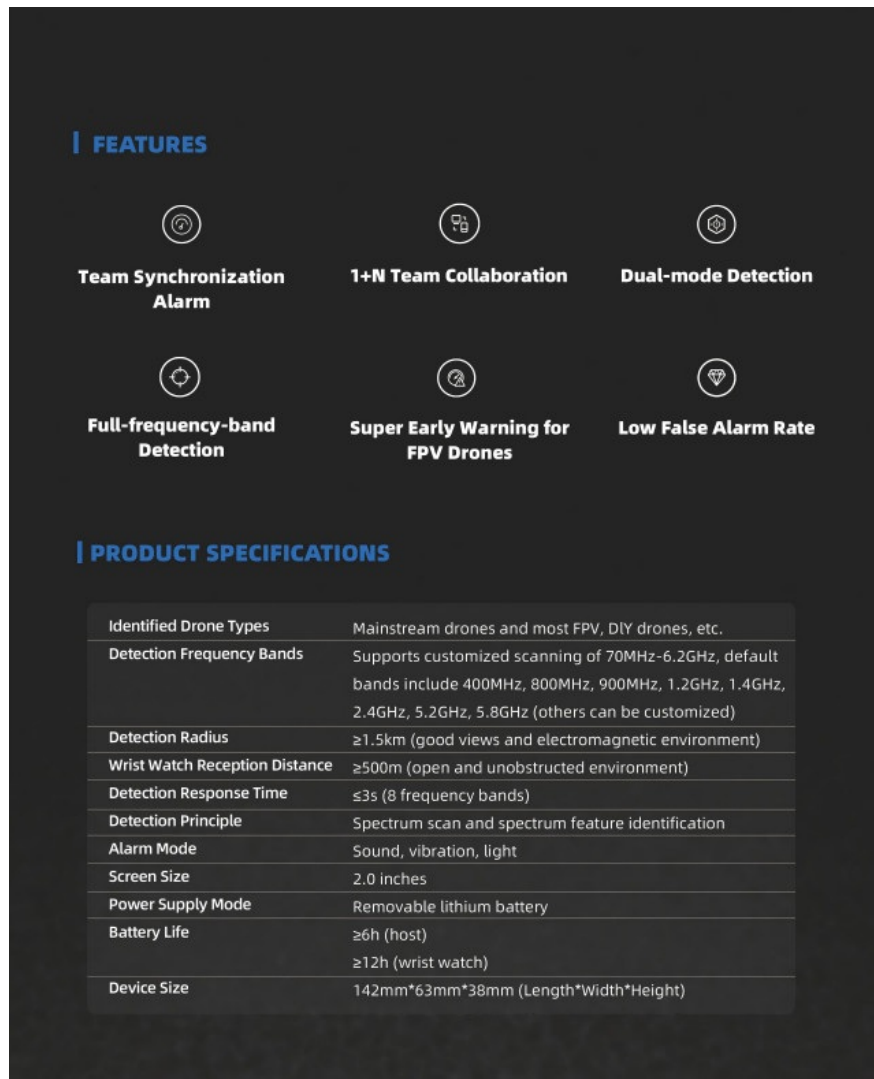 FEATURES
Team Synchronization
Alarm
1+N Team Collaboration
Dual-mode Detection
Full-frequency-band
Detection
Super Early Warning for
FPV Drones
Low False Alarm Rate
PRODUCT SPECIFICATIONS
Identified Drone Types Mainstream drones and most FPV, DlY drones, etc.
Detection Frequency Bands Supports customized scanning of 70MHz-6.2GHz, default
bands include 400MHz, 800MHz, 900MHz, 1.2GHz, 1.4GHz,
2.4GHz, 5.2GHz, 5.8GHz (others can be customized)
Detection Radius ≥1.5km (good views and electromagnetic environment)
Wrist Watch Reception Distance ≥500m (open and unobstructed environment)
Detection Response Time ≤3s (8 frequency bands)
Detection Principle Spectrum scan and spectrum feature identification
Alarm Mode Sound, vibration, light
Screen Size 2.0 inches
Power Supply Mode Removable lithium battery
Battery Life ≥6h (host)
≥12h (wrist watch)
Device Size 142mm*63mm*38mm (Length*Width*Height)